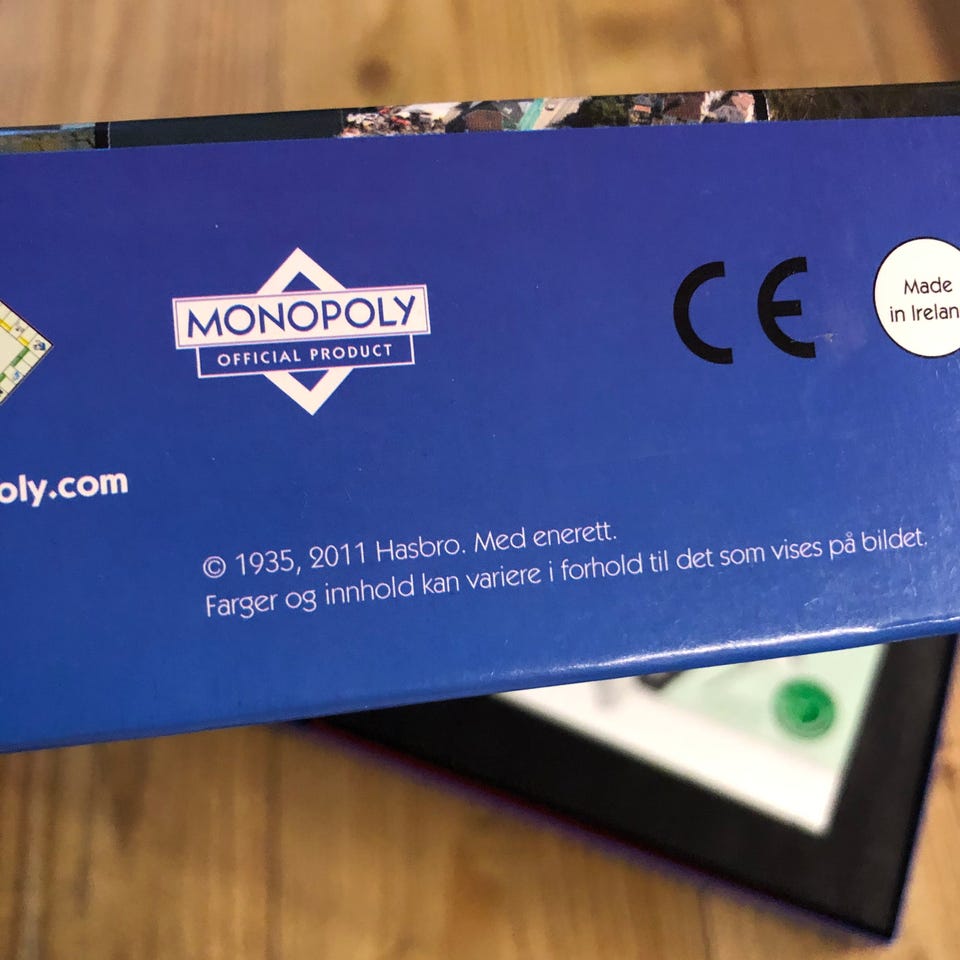 MONOPOLY
OFFICIAL PRODUCT
CE
Made
in Irelan
oly.com
© 1935, 2011 Hasbro. Med enerett.
Farger og innhold kan variere i forhold til det som vises på bildet.